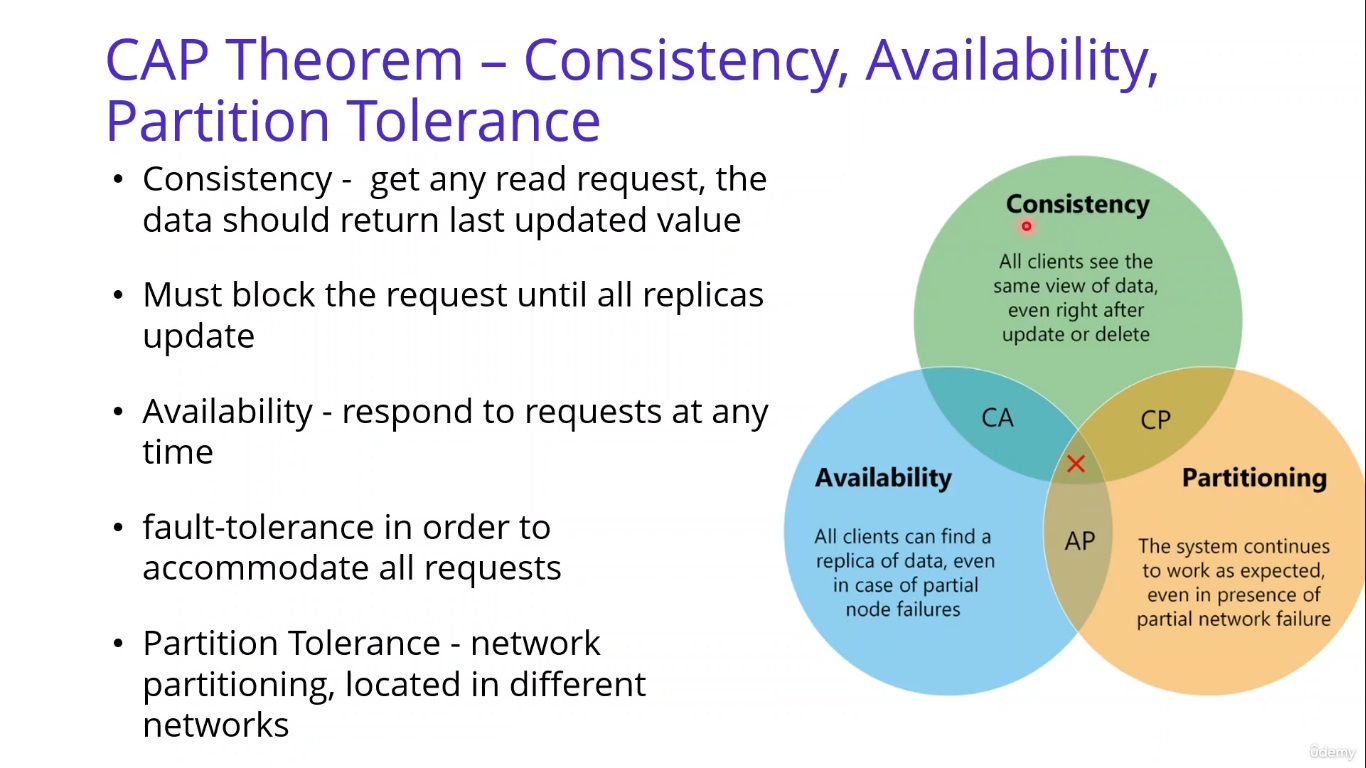 CAP Theorem – Consistency, Availability,
Partition Tolerance
• Consistency -  get any read request, the
data should return last updated value
• Must block the request until all replicas
update
• Availability - respond to requests at any
time
• fault-tolerance in order to
accommodate all requests
• Partition Tolerance - network
partitioning, located in different
networks
Consistency
All clients see the
same view of data,
even right after
update or delete
CA
CP
Availability
All clients can find a
replica of data, even
in case of partial
node failures
AP
Partitioning
The system continues
to work as expected,
even in presence of
partial network failure
ûdemy